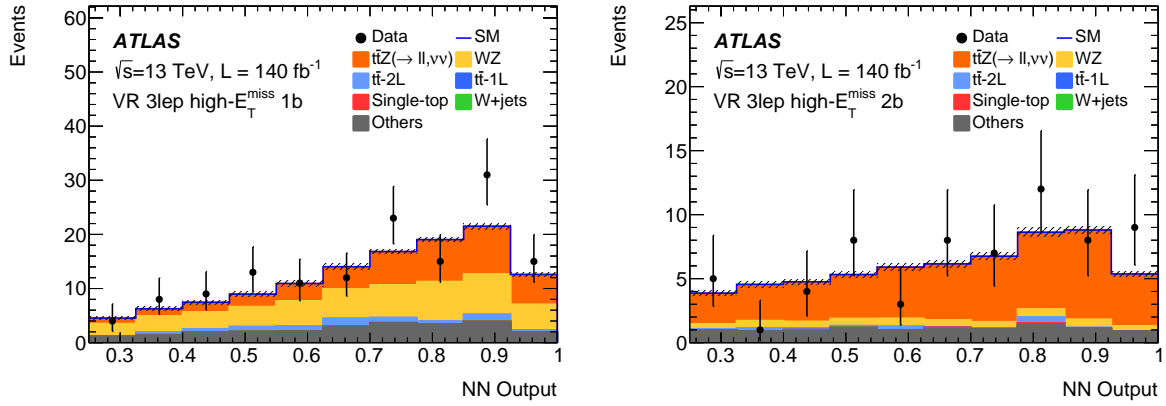 Events
60
50
40
30
20
10
0
ATLAS
√s=13 TeV, L = 140 fb⁻¹
VR 3lep high-E_T^miss 1b
Data SM
tt̄Z(→ ll,νν) WZ
tt̄-2L tt̄-1L
Single-top W+jets
Others
0.3 0.4 0.5 0.6 0.7 0.8 0.9 1
NN Output
Events
25
20
15
10
5
0
ATLAS
√s=13 TeV, L = 140 fb⁻¹
VR 3lep high-E_T^miss 2b
Data SM
tt̄Z(→ ll,νν) WZ
tt̄-2L tt̄-1L
Single-top W+jets
Others
0.3 0.4 0.5 0.6 0.7 0.8 0.9 1
NN Output